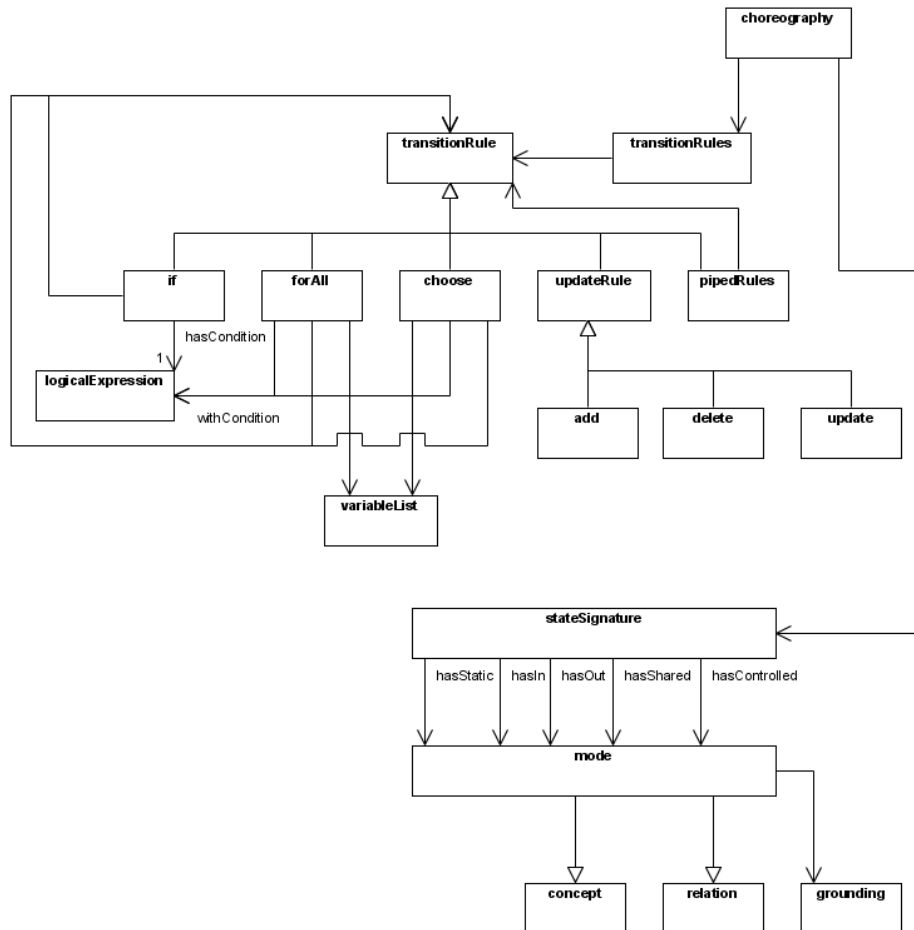 choreography
transitionRule
transitionRules
if
forAll
choose
updateRule
pipedRules
hasCondition
1
logicalExpression
withCondition
add
delete
update
variableList
stateSignature
hasStatic
hasIn
hasOut
hasShared
hasControlled
mode
concept
relation
grounding